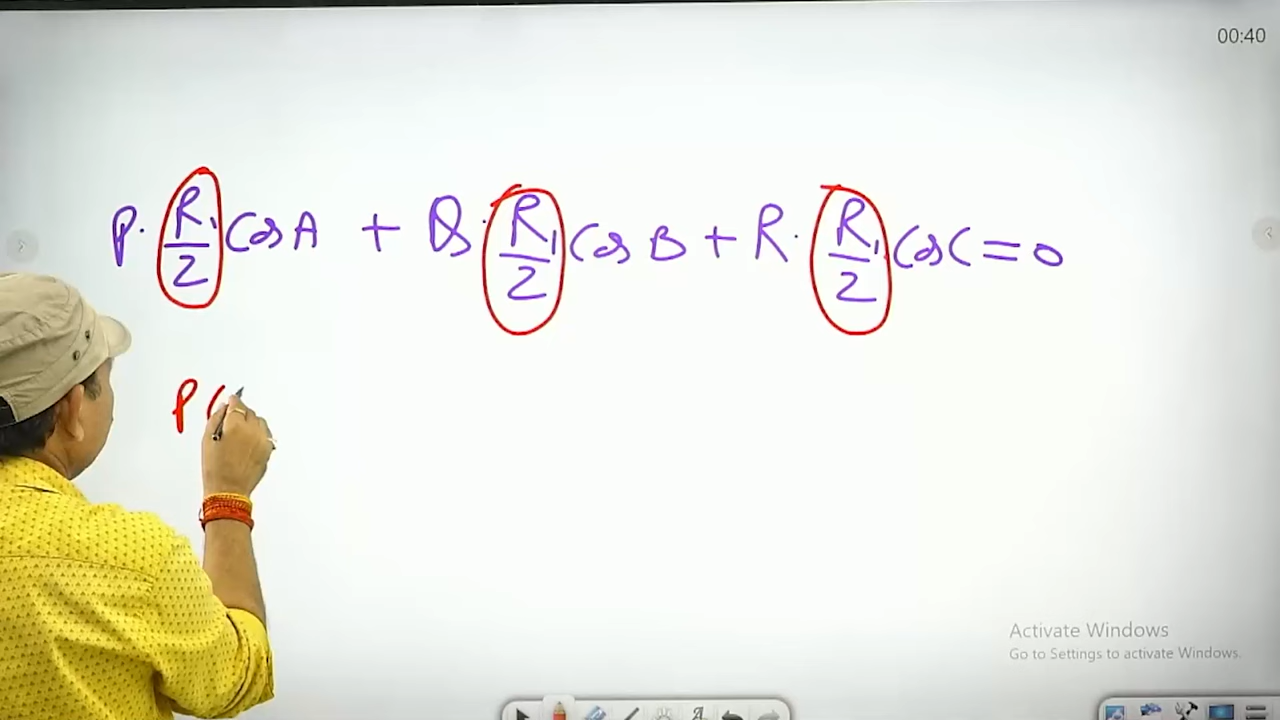 00:40
P. R₁/2 Cos A + Q. R₁/2 Cos B + R. R₁/2 Cos C = 0
P C
Activate Windows
Go to Settings to activate Windows.